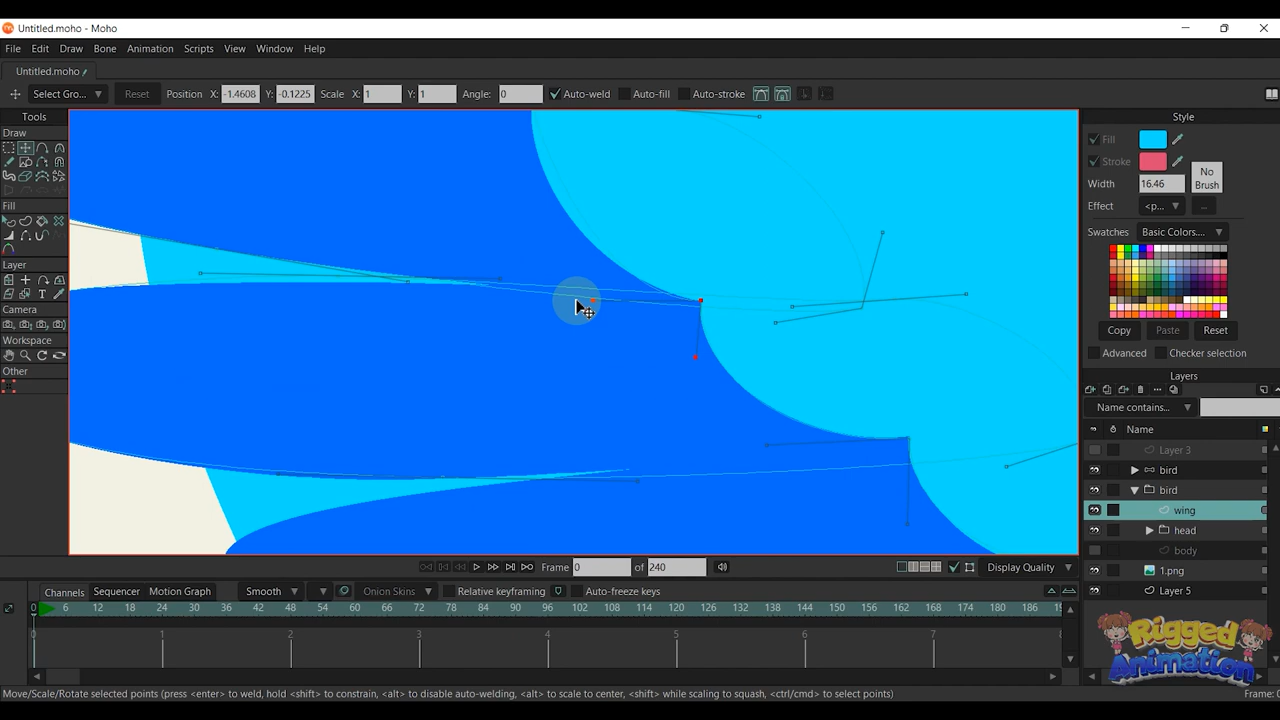 Untitled.moho - Moho
File Edit Draw Bone Animation Scripts View Window Help
Untitled.moho
Select Gro... Reset Position X: -1.4608 Y: -0.1225 Scale X: 1 Y: 1 Angle: 0 Auto-weld Auto-fill Auto-stroke
Tools
Draw
Fill
Layer
Camera
Workspace
Other
Style
Fill
Stroke
Width 16.46
No
Brush
Effect <p... ...
Swatches Basic Colors...
Copy Paste Reset
Advanced Checker selection
Layers
Name contains...
Name
Layer 3
bird
bird
wing
head
body
1.png
Layer 5
Frame 0 of 240 Display Quality
Channels Sequencer Motion Graph Smooth Onion Skins Relative keyframing Auto-freeze keys
0 6 12 18 24 30 36 42 48 54 60 66 72 78 84 90 96 102 108 114 120 126 132 138 144 150 156 162 168 174 180 186
0 1 2 3 4 5 6 7
Rigged
Animation
Move/Scale/Rotate selected points (press <enter> to weld, hold <shift> to constrain, <alt> to disable auto-welding, <alt> to scale to center, <shift> while scaling to squash, <ctrl/cmd> to select points) Frame: